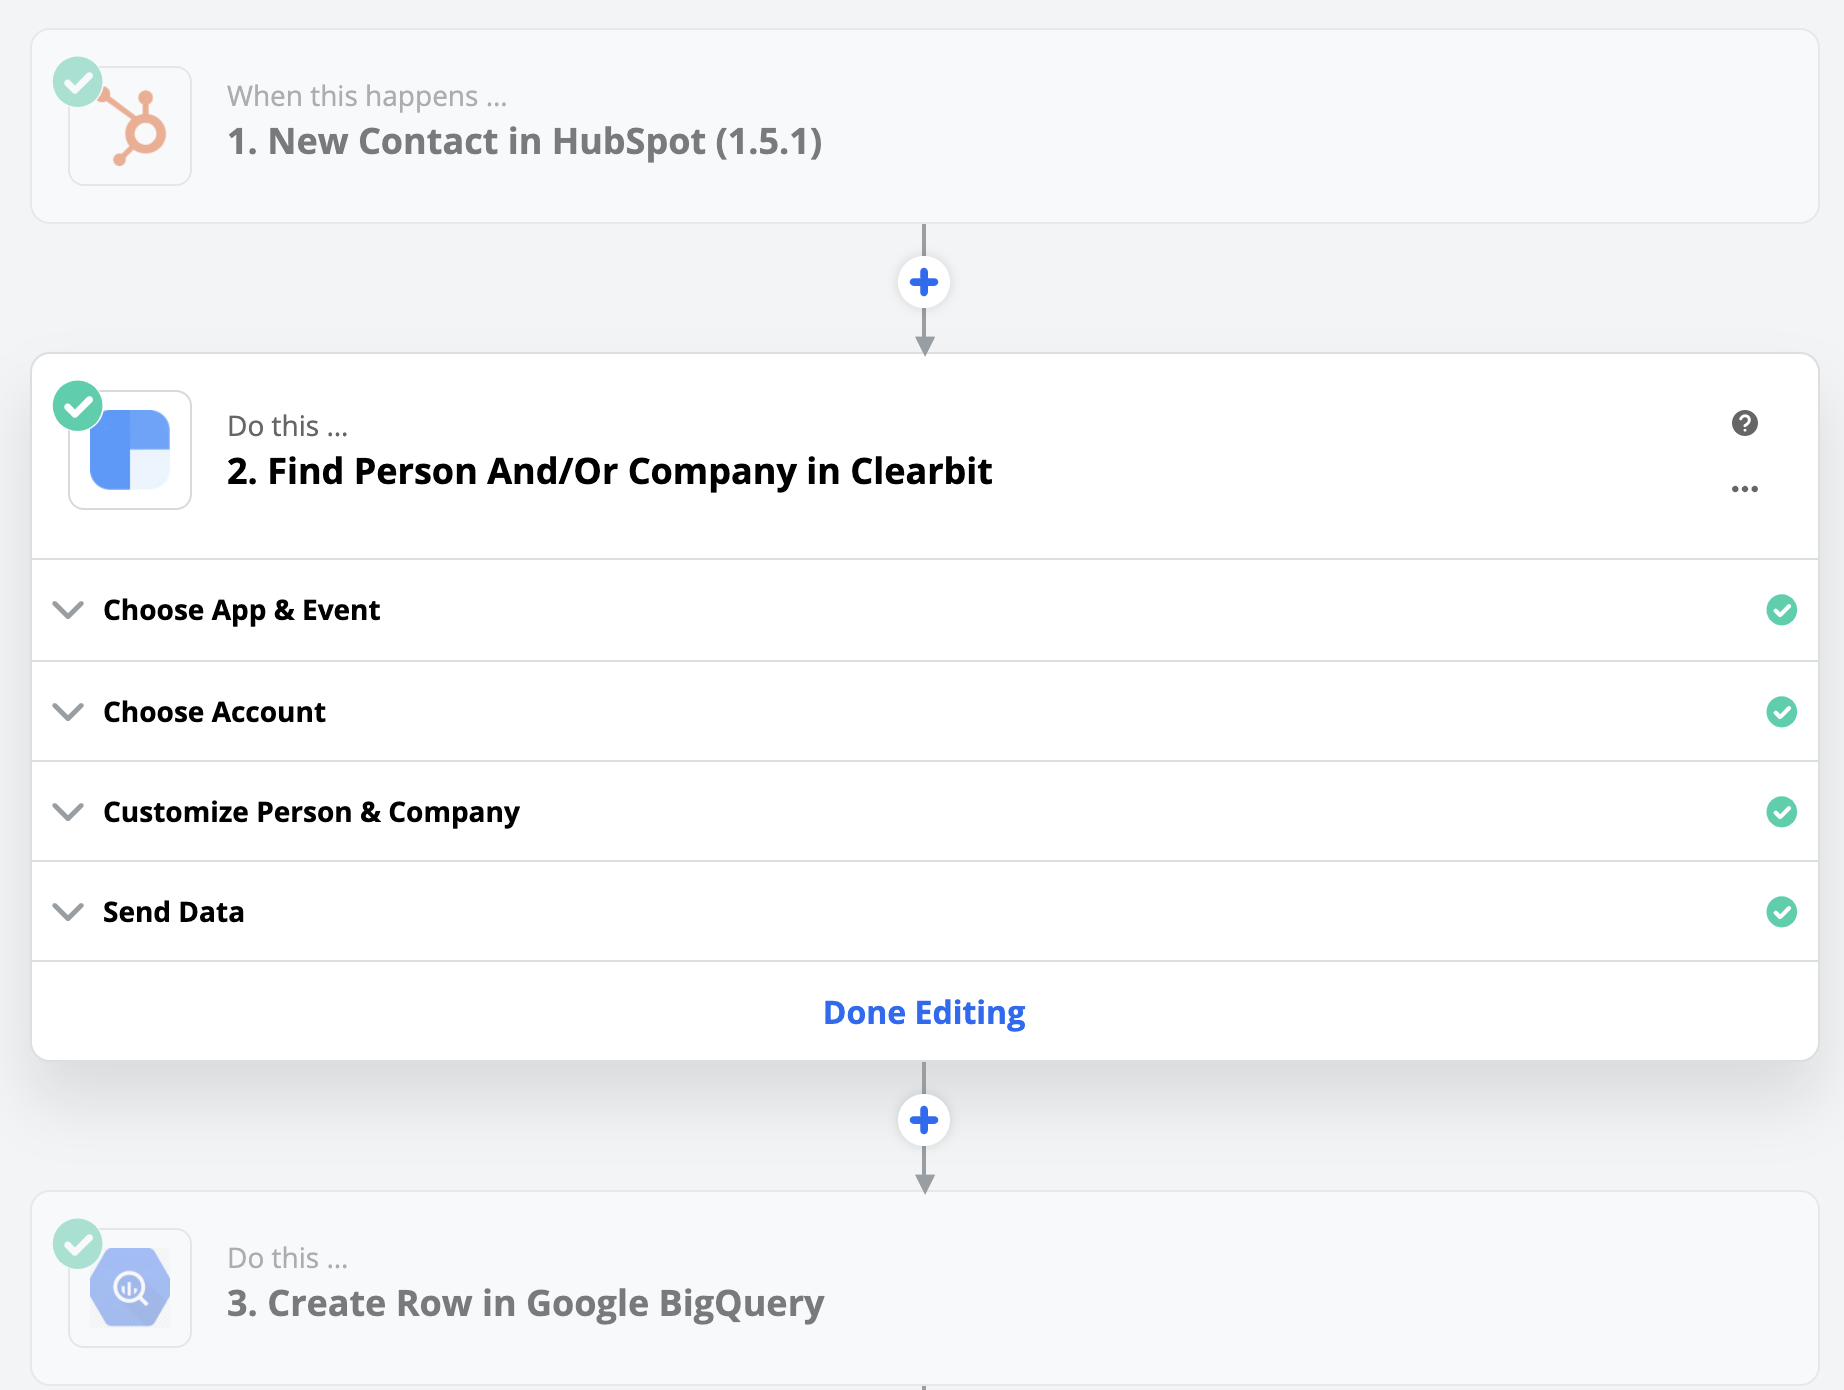 When this happens ...
1. New Contact in HubSpot (1.5.1)
Do this ...
2. Find Person And/Or Company in Clearbit
Choose App & Event
Choose Account
Customize Person & Company
Send Data
Done Editing
Do this ...
3. Create Row in Google BigQuery